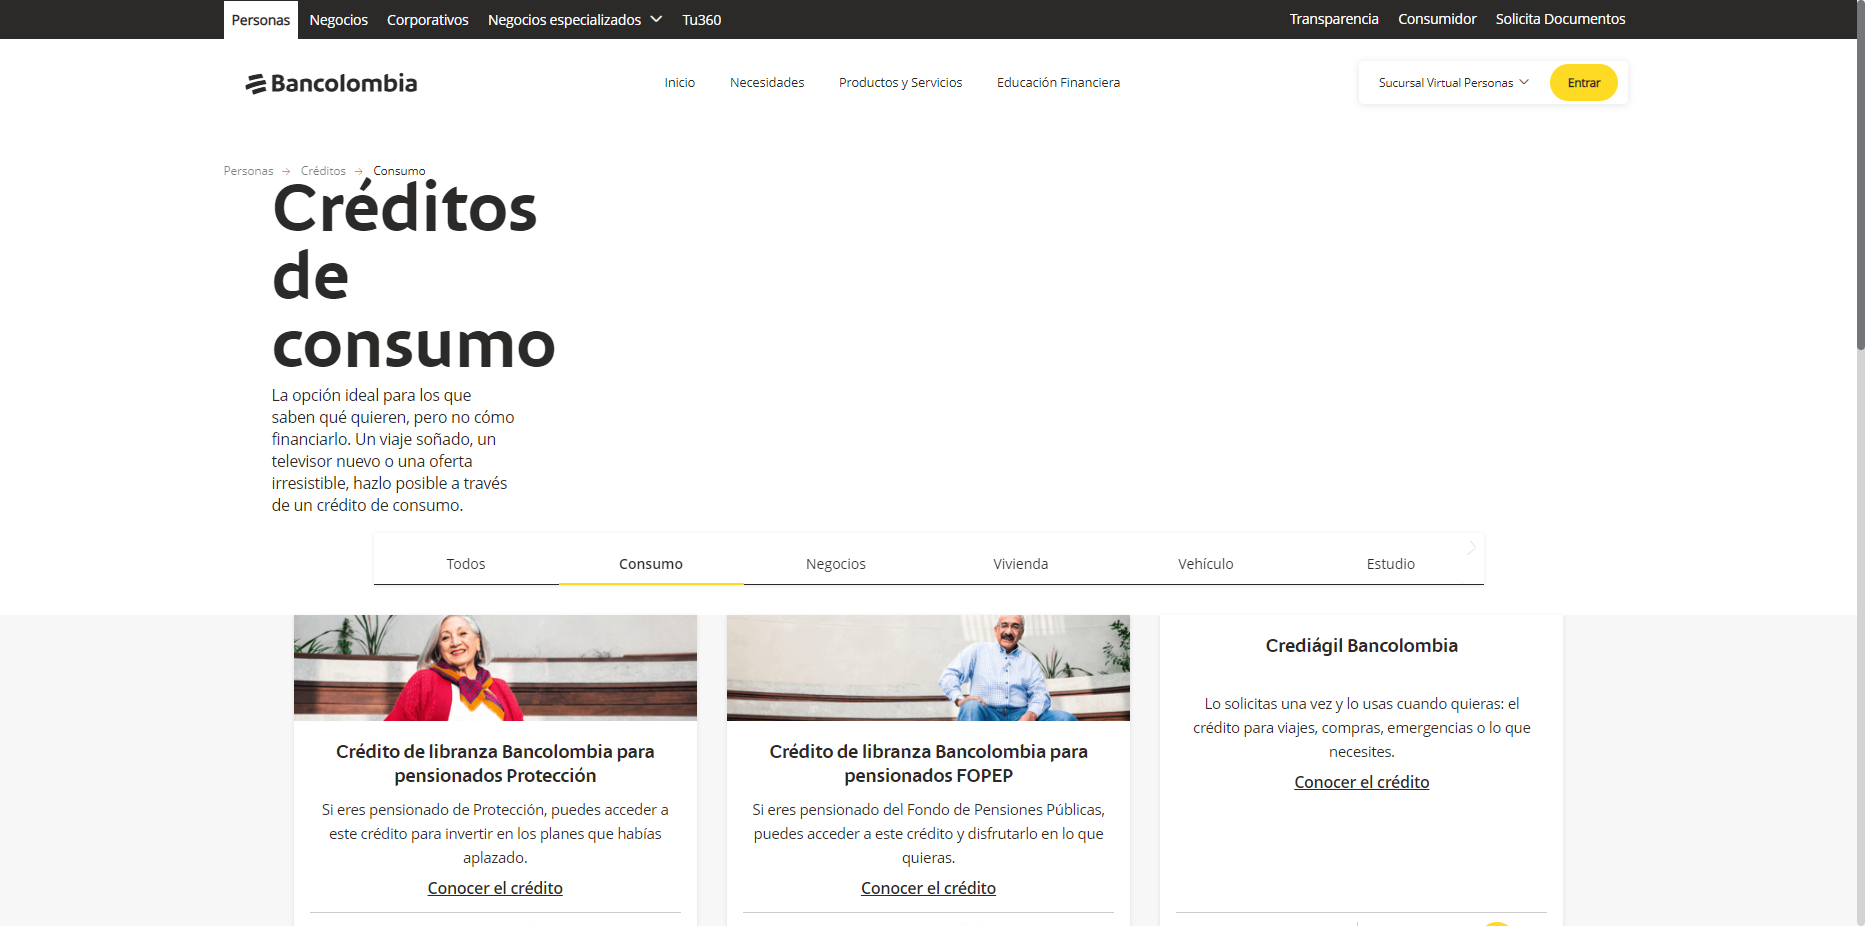 Personas Negocios Corporativos Negocios especializados Tu360 Transparencia Consumidor Solicita Documentos
Bancolombia Inicio Necesidades Productos y Servicios Educación Financiera Sucursal Virtual Personas Entrar
Personas → Créditos → Consumo
Créditos
de
consumo
La opción ideal para los que
saben qué quieren, pero no cómo
financiarlo. Un viaje soñado, un
televisor nuevo o una oferta
irresistible, hazlo posible a través
de un crédito de consumo.
Todos Consumo Negocios Vivienda Vehículo Estudio
Crédito de libranza Bancolombia para
pensionados Protección
Si eres pensionado de Protección, puedes acceder a
este crédito para invertir en los planes que habías
aplazado.
Conocer el crédito
Crédito de libranza Bancolombia para
pensionados FOPEP
Si eres pensionado del Fondo de Pensiones Públicas,
puedes acceder a este crédito y disfrutarlo en lo que
quieras.
Conocer el crédito
Crediágil Bancolombia
Lo solicitas una vez y lo usas cuando quieras: el
crédito para viajes, compras, emergencias o lo que
necesites.
Conocer el crédito